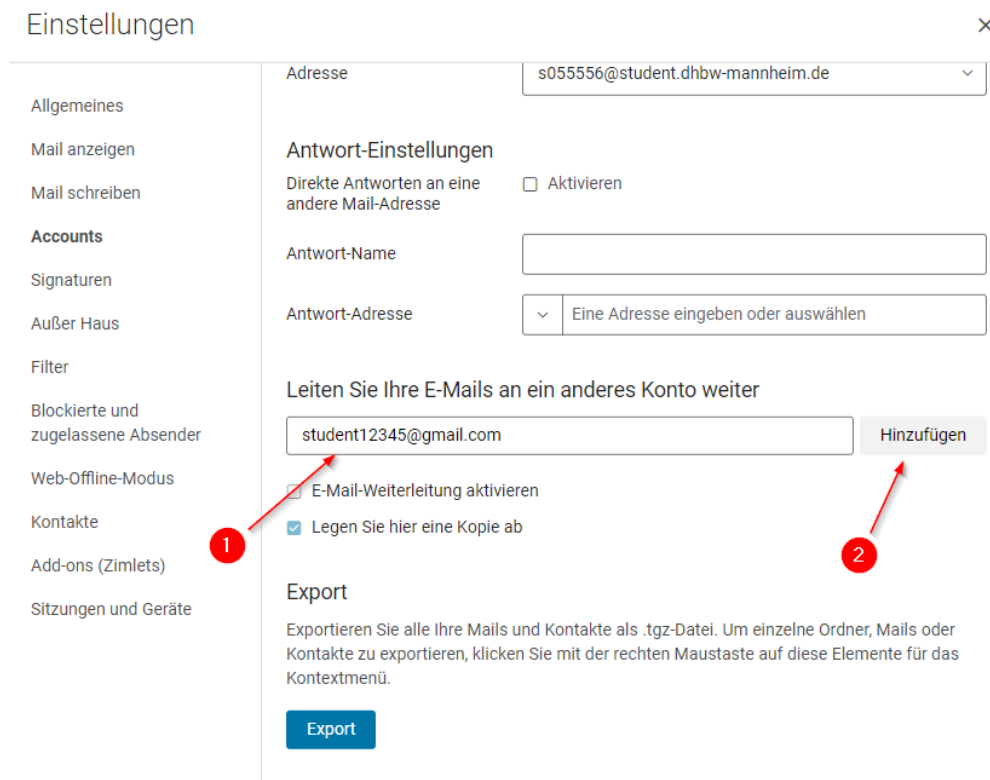 Einstellungen
Allgemeines
Mail anzeigen
Mail schreiben
Accounts
Signaturen
Außer Haus
Filter
Blockierte und
zugelassene Absender
Web-Offline-Modus
Kontakte
Add-ons (Zimlets)
Sitzungen und Geräte
Adresse
s055556@student.dhbw-mannheim.de
Antwort-Einstellungen
Direkte Antworten an eine
andere Mail-Adresse
Aktivieren
Antwort-Name
Antwort-Adresse
Eine Adresse eingeben oder auswählen
Leiten Sie Ihre E-Mails an ein anderes Konto weiter
student12345@gmail.com
Hinzufügen
E-Mail-Weiterleitung aktivieren
Legen Sie hier eine Kopie ab
1
2
Export
Exportieren Sie alle Ihre Mails und Kontakte als .tgz-Datei. Um einzelne Ordner, Mails oder
Kontakte zu exportieren, klicken Sie mit der rechten Maustaste auf diese Elemente für das
Kontextmenü.
Export